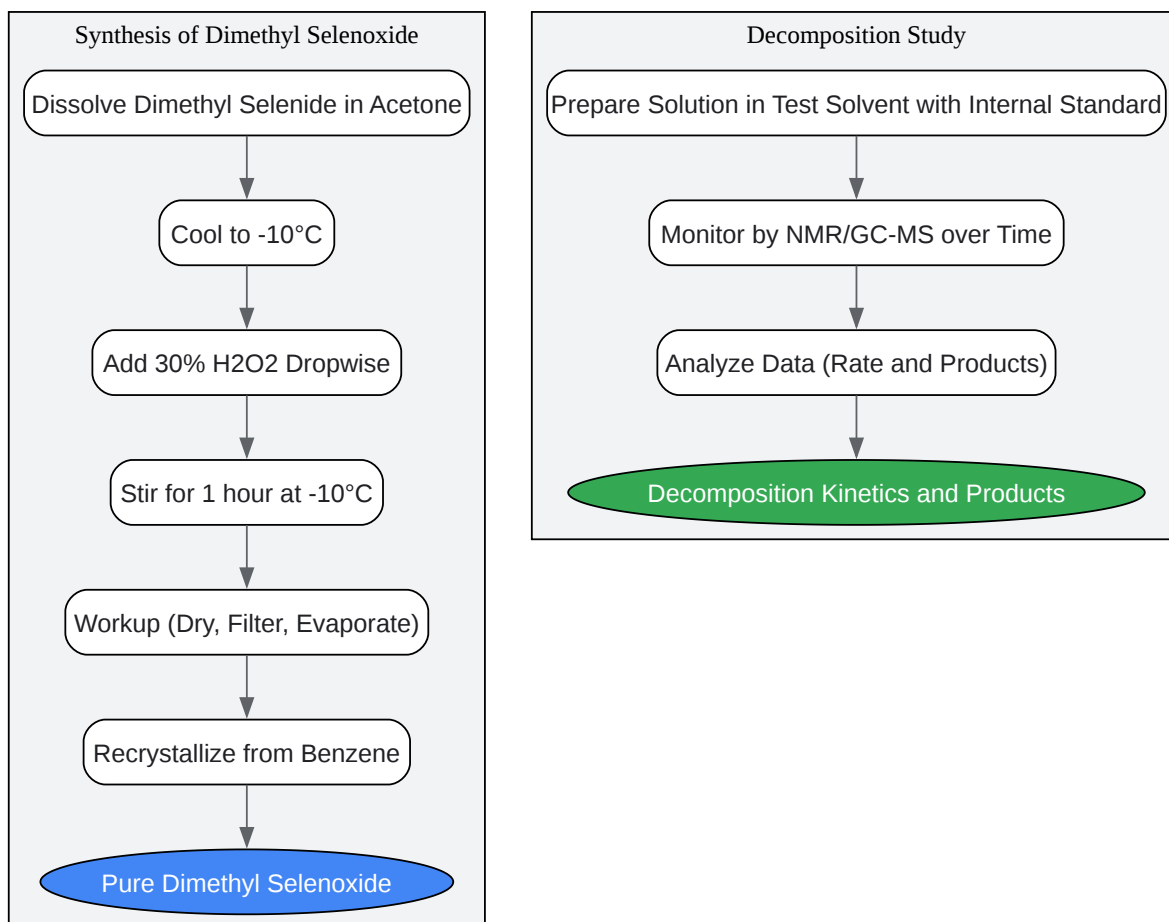 Synthesis of Dimethyl Selenoxide
Dissolve Dimethyl Selenide in Acetone
Cool to -10°C
Add 30% H2O2 Dropwise
Stir for 1 hour at -10°C
Workup (Dry, Filter, Evaporate)
Recrystallize from Benzene
Pure Dimethyl Selenoxide
Decomposition Study
Prepare Solution in Test Solvent with Internal Standard
Monitor by NMR/GC-MS over Time
Analyze Data (Rate and Products)
Decomposition Kinetics and Products